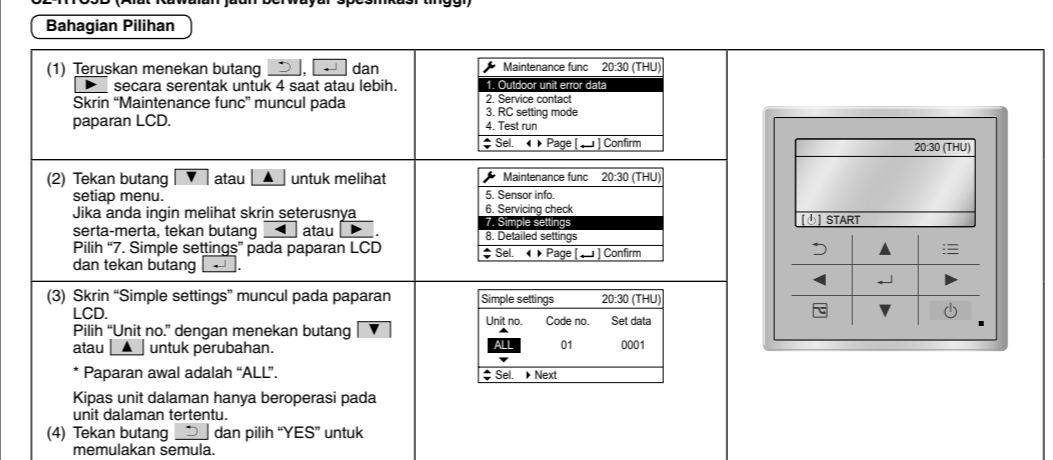 (Alat Kawalan jauh berwayar spesifikasi tinggi)
Bahagian Pilihan
(1) Teruskan menekan butang [⮌], [↵] dan
[▶] secara serentak untuk 4 saat atau lebih.
Skrin “Maintenance func” muncul pada
paparan LCD.
Maintenance func 20:30 (THU)
1. Outdoor unit error data
2. Service contact
3. RC setting mode
4. Test run
Sel. Page [↵] Confirm
(2) Tekan butang [▼] atau [▲] untuk melihat
setiap menu.
Jika anda ingin melihat skrin seterusnya
serta-merta, tekan butang [◀] atau [▶].
Pilih “7. Simple settings” pada paparan LCD
dan tekan butang [↵].
Maintenance func 20:30 (THU)
5. Sensor info.
6. Servicing check
7. Simple settings
8. Detailed settings
Sel. Page [↵] Confirm
(3) Skrin “Simple settings” muncul pada paparan
LCD.
Pilih “Unit no.” dengan menekan butang [▼]
atau [▲] untuk perubahan.
* Paparan awal adalah “ALL”.
Kipas unit dalaman hanya beroperasi pada
unit dalaman tertentu.
(4) Tekan butang [⮌] dan pilih “YES” untuk
memulakan semula.
Simple settings 20:30 (THU)
Unit no. Code no. Set data
ALL 01 0001
Sel. Next
20:30 (THU)
[⏻] START